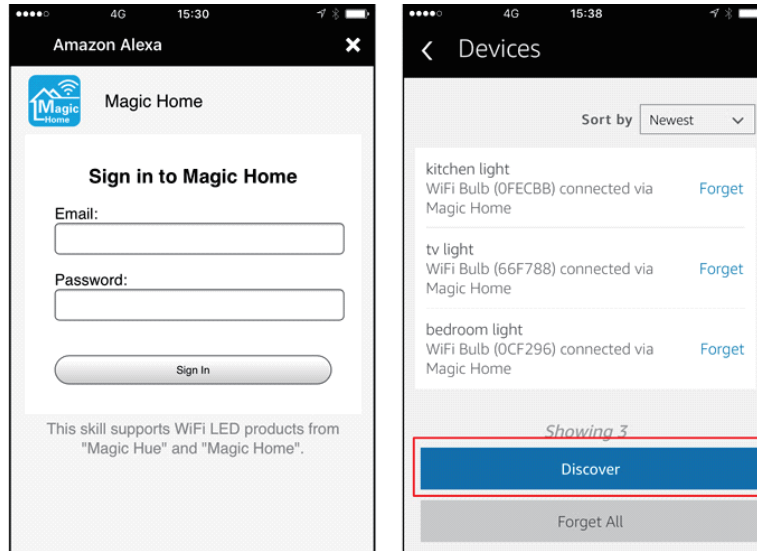 4G 15:30
Amazon Alexa ×
Magic Home
Magic Home
Sign in to Magic Home
Email:
Password:
Sign In
This skill supports WiFi LED products from
"Magic Hue" and "Magic Home".
4G 15:38
Devices
Sort by Newest
kitchen light
WiFi Bulb (0FECBB) connected via
Magic Home
Forget
tv light
WiFi Bulb (66F788) connected via
Magic Home
Forget
bedroom light
WiFi Bulb (0CF296) connected via
Magic Home
Forget
Showing 3
Discover
Forget All